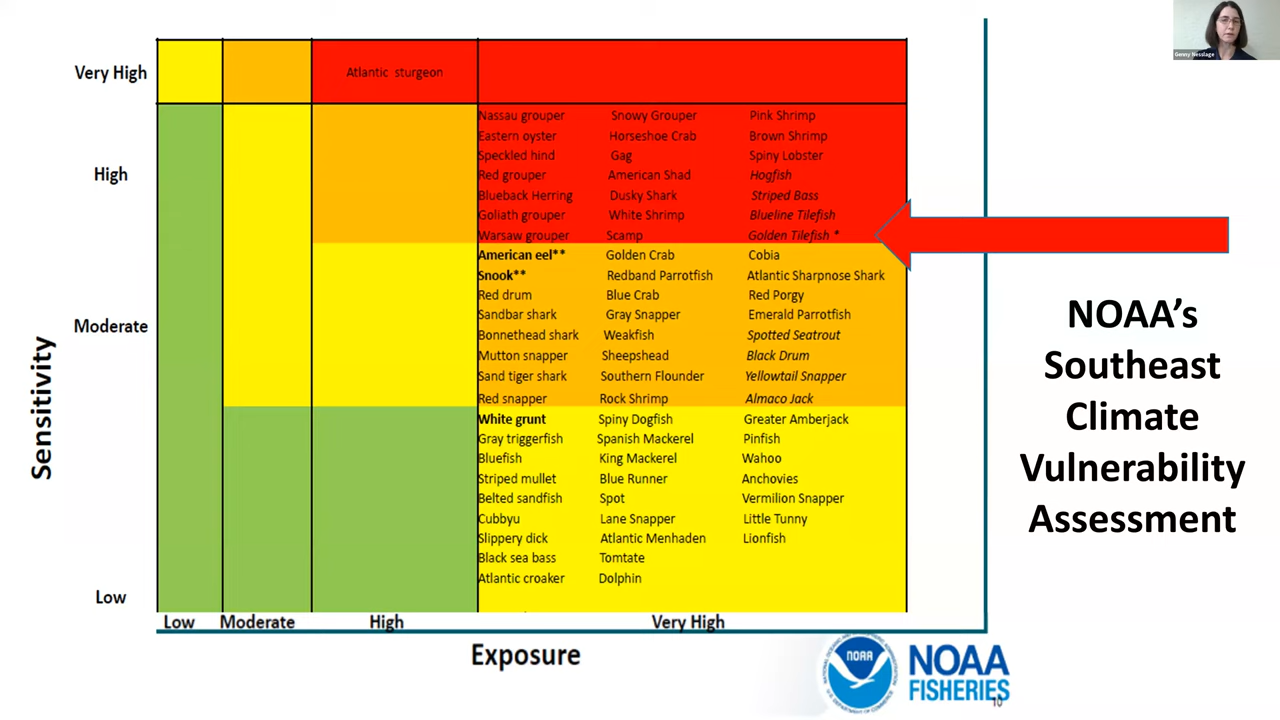 Genny Nesslage
Very High
Atlantic sturgeon
High
Nassau grouper Snowy Grouper Pink Shrimp
Eastern oyster Horseshoe Crab Brown Shrimp
Speckled hind Gag Spiny Lobster
Red grouper American Shad Hogfish
Blueback Herring Dusky Shark Striped Bass
Goliath grouper White Shrimp Blueline Tilefish
Warsaw grouper Scamp Golden Tilefish *
Moderate
American eel** Golden Crab Cobia
Snook** Redband Parrotfish Atlantic Sharpnose Shark
Red drum Blue Crab Red Porgy
Sandbar shark Gray Snapper Emerald Parrotfish
Bonnethead shark Weakfish Spotted Seatrout
Mutton snapper Sheepshead Black Drum
Sand tiger shark Southern Flounder Yellowtail Snapper
Red snapper Rock Shrimp Almaco Jack
White grunt Spiny Dogfish Greater Amberjack
Gray triggerfish Spanish Mackerel Pinfish
Bluefish King Mackerel Wahoo
Striped mullet Blue Runner Anchovies
Belted sandfish Spot Vermilion Snapper
Cubbyu Lane Snapper Little Tunny
Slippery dick Atlantic Menhaden Lionfish
Black sea bass Tomtate
Atlantic croaker Dolphin
Low
Sensitivity
Low Moderate High Very High
Exposure
NOAA's
Southeast
Climate
Vulnerability
Assessment
NOAA
NOAA
FISHERIES
10